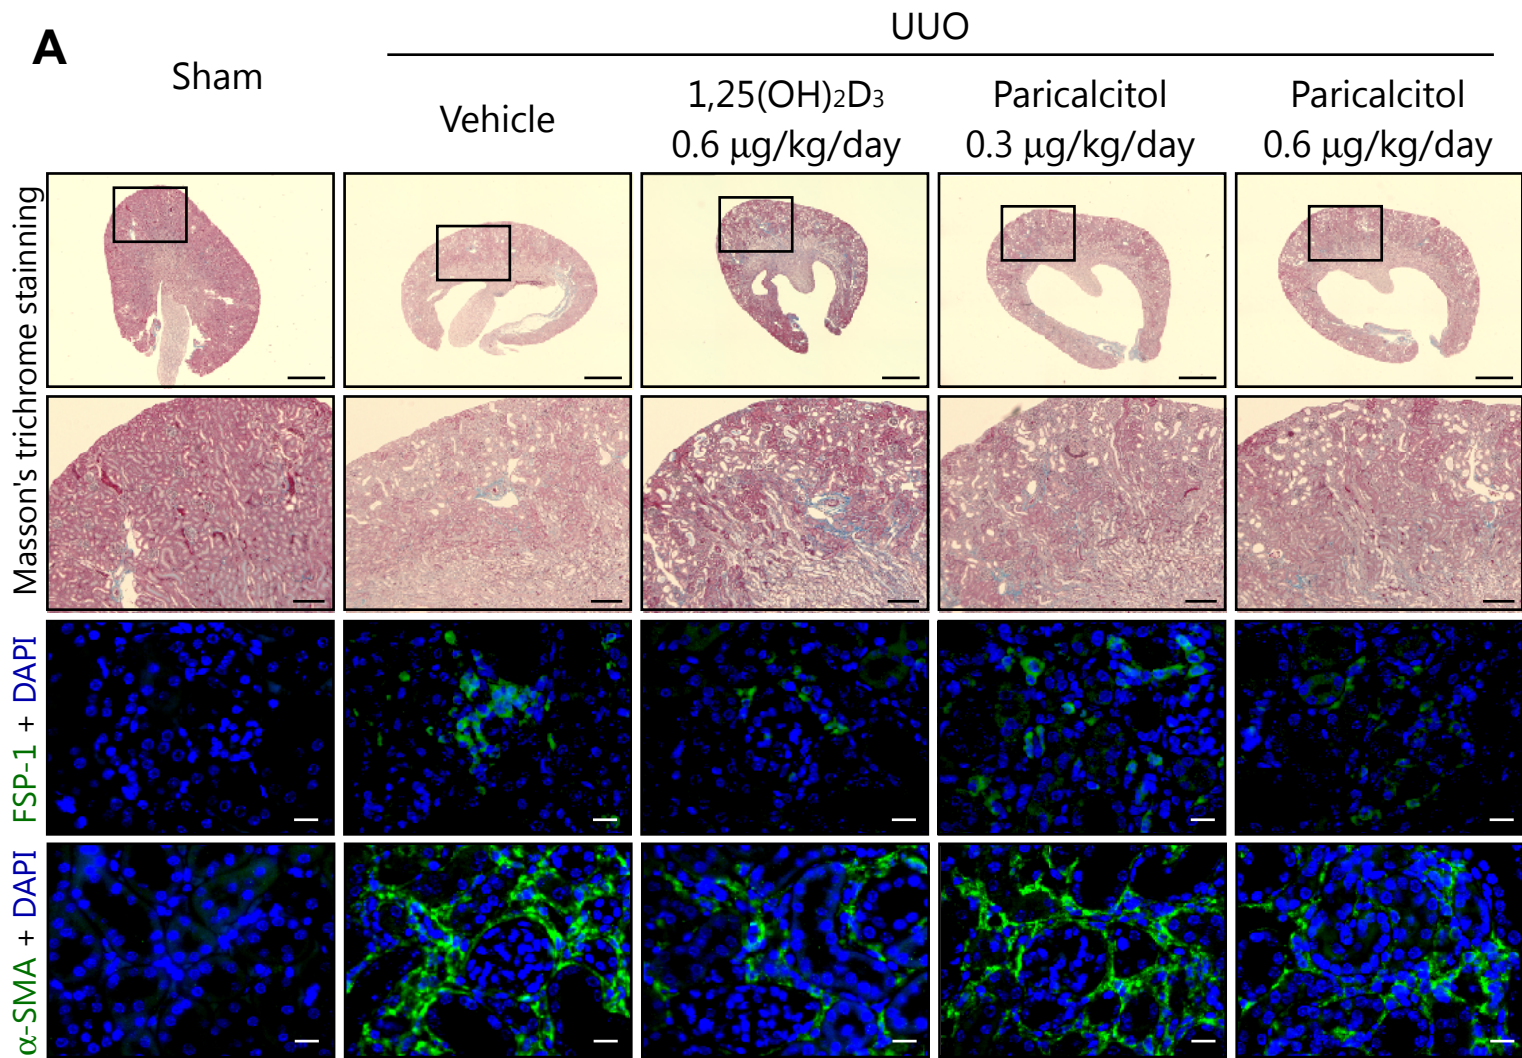 A
UUO
Sham
Vehicle
1,25(OH)₂D₃
0.6 μg/kg/day
Paricalcitol
0.3 μg/kg/day
Paricalcitol
0.6 μg/kg/day
Masson's trichrome stainning
FSP-1 + DAPI
α-SMA + DAPI